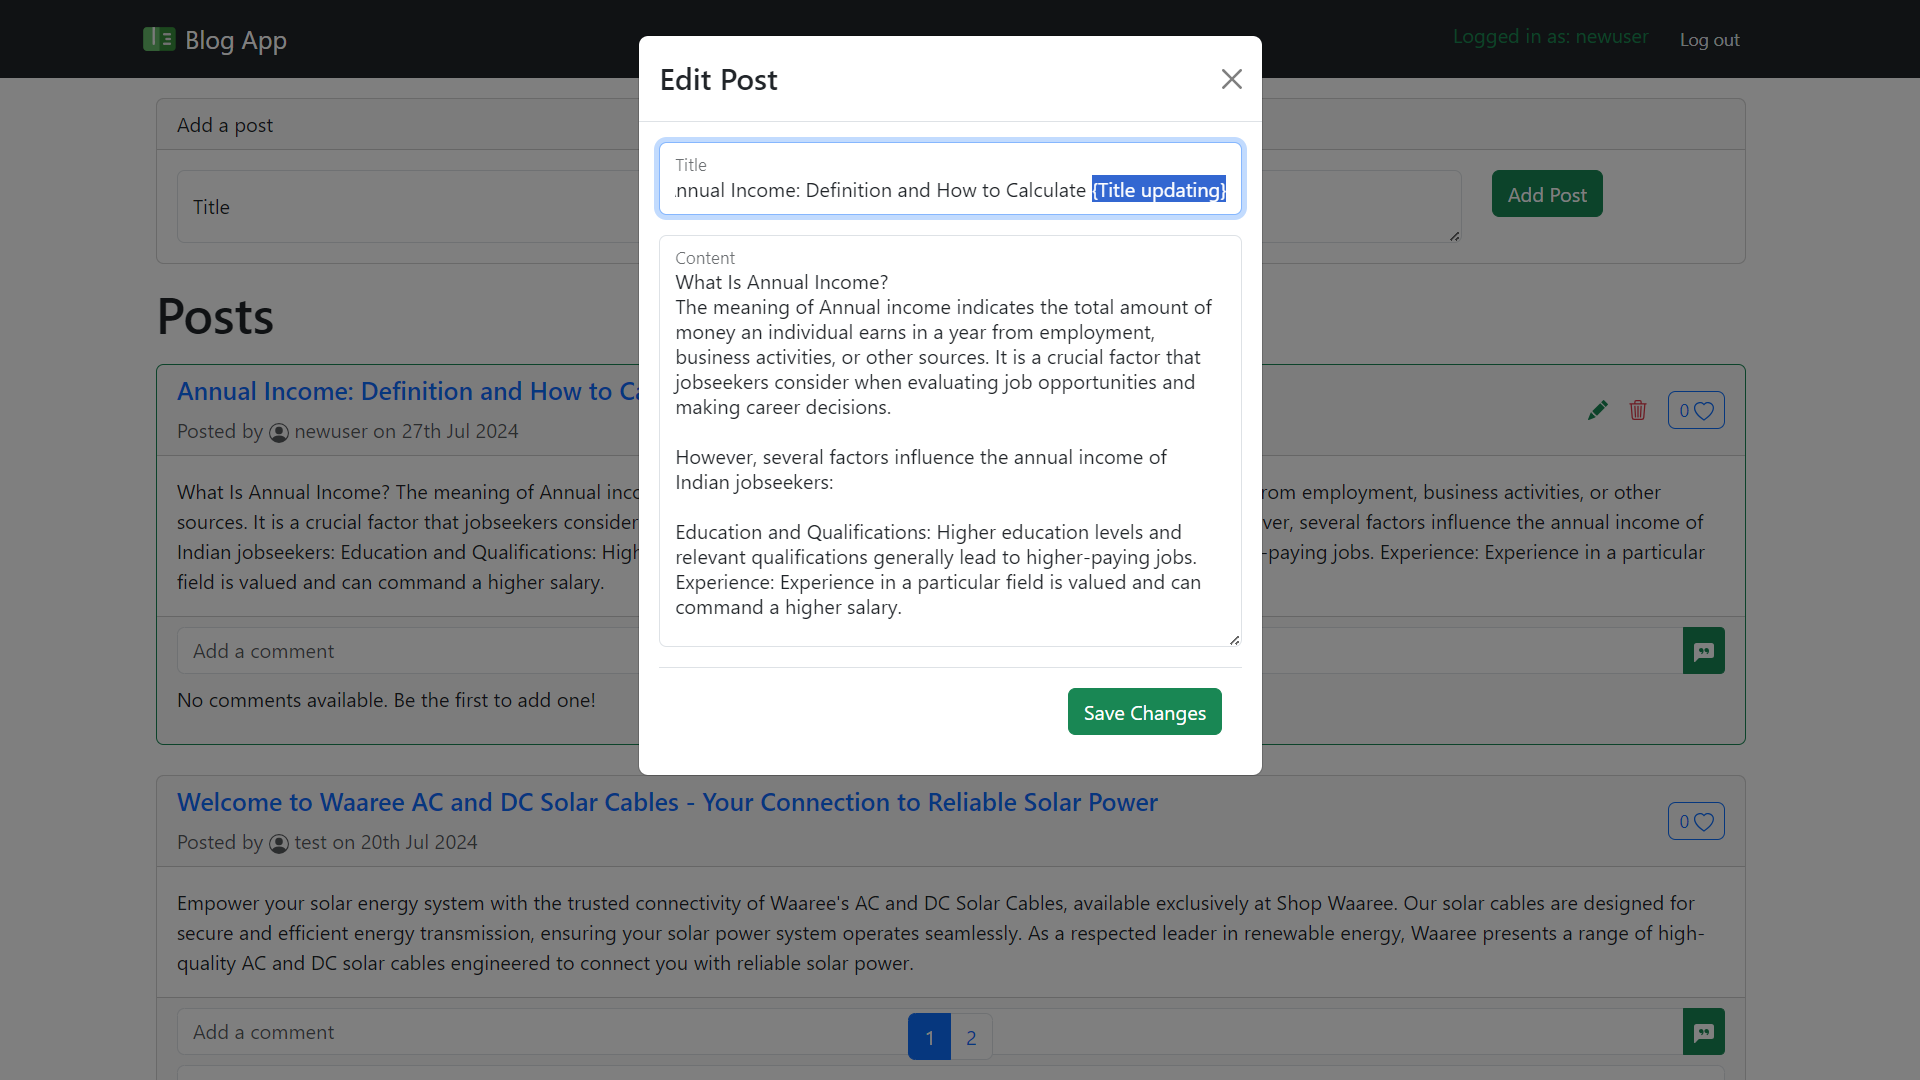 Blog App
Logged in as: newuser
Log out
Edit Post
Add a post
Title
Title
nnual Income: Definition and How to Calculate {Title updating}
Add Post
Content
What Is Annual Income?
The meaning of Annual income indicates the total amount of
money an individual earns in a year from employment,
business activities, or other sources. It is a crucial factor that
jobseekers consider when evaluating job opportunities and
making career decisions.
However, several factors influence the annual income of
Indian jobseekers:
Education and Qualifications: Higher education levels and
relevant qualifications generally lead to higher-paying jobs.
Experience: Experience in a particular field is valued and can
command a higher salary.
Save Changes
Posts
Annual Income: Definition and How to
Posted by newuser on 27th Jul 2024
0
What Is Annual Income? The meaning of Annual from employment, business activities, or other
sources. It is a crucial factor that jobseekers consider several factors influence the annual income of
Indian jobseekers: Education and Qualifications: -paying jobs. Experience: Experience in a particular
field is valued and can command a higher salary.
Add a comment
No comments available. Be the first to add one!
Welcome to Waaree AC and DC Solar Cables - Your Connection to Reliable Solar Power
Posted by test on 20th Jul 2024
0
Empower your solar energy system with the trusted connectivity of Waaree's AC and DC Solar Cables, available exclusively at Shop Waaree. Our solar cables are designed for
secure and efficient energy transmission, ensuring your solar power system operates seamlessly. As a respected leader in renewable energy, Waaree presents a range of high-
quality AC and DC solar cables engineered to connect you with reliable solar power.
Add a comment
1 2